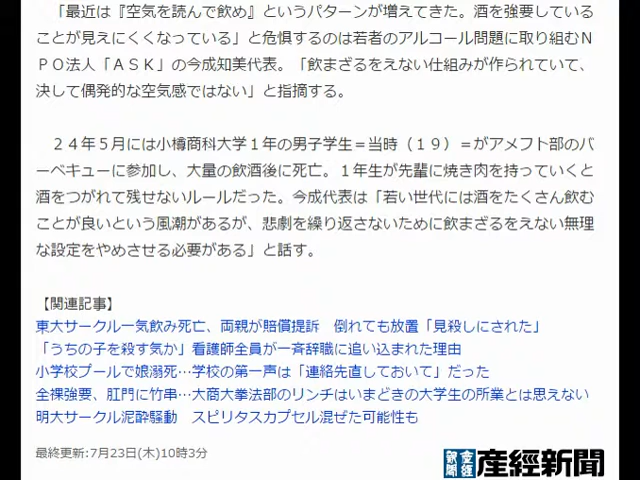 「最近は『空気を読んで飲め』というパターンが増えてきた。酒を強要している
ことが見えにくくなっている」と危惧するのは若者のアルコール問題に取り組むＮ
ＰＯ法人「ＡＳＫ」の今成知美代表。「飲まざるをえない仕組みが作られていて、
決して偶発的な空気感ではない」と指摘する。
２４年５月には小樽商科大学１年の男子学生＝当時（１９）＝がアメフト部のバ
ーベキューに参加し、大量の飲酒後に死亡。１年生が先輩に焼き肉を持っていくと
酒をつがれて残せないルールだった。今成代表は「若い世代には酒をたくさん飲む
ことが良いという風潮があるが、悲劇を繰り返さないために飲まざるをえない無理
な設定をやめさせる必要がある」と話す。
【関連記事】
東大サークル一気飲み死亡、両親が賠償提訴　倒れても放置「見殺しにされた」
「うちの子を殺す気か」看護師全員が一斉辞職に追い込まれた理由
小学校プールで娘溺死…学校の第一声は「連絡先直しておいて」だった
全裸強要、肛門に竹串…大商大拳法部のリンチはいまどきの大学生の所業とは思えない
明大サークル泥酔騒動　スピリタスカプセル混ぜた可能性も
最終更新:7月23日(木)10時3分
産経新聞 産經新聞